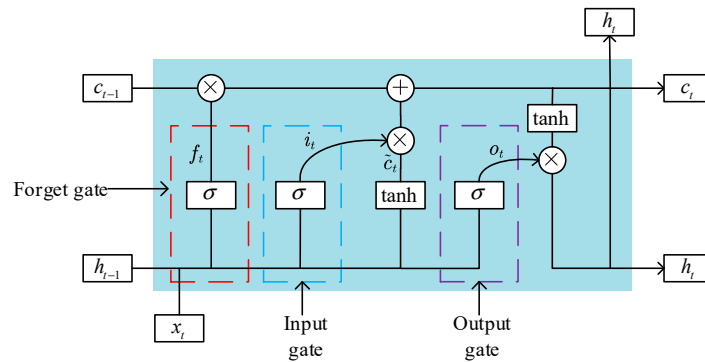 h_t
c_{t-1}
×
+
c_t
tanh
f_t
i_t
×
c̃_t
o_t
×
Forget gate
σ
σ
tanh
σ
h_{t-1}
h_t
x_t
Input
gate
Output
gate